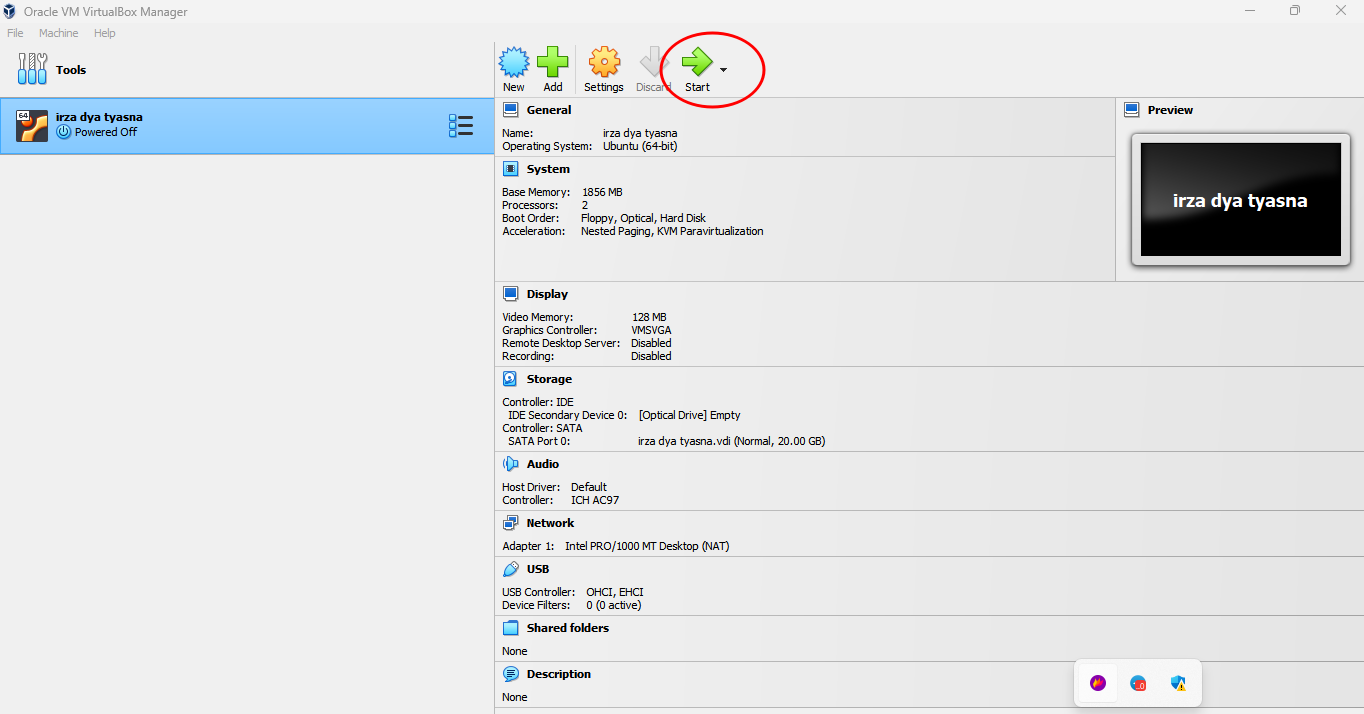 Oracle VM VirtualBox Manager
File Machine Help
Tools
New Add Settings Discard Start
64
irza dya tyasna
Powered Off
General
Name: irza dya tyasna
Operating System: Ubuntu (64-bit)
Preview
irza dya tyasna
System
Base Memory: 1856 MB
Processors: 2
Boot Order: Floppy, Optical, Hard Disk
Acceleration: Nested Paging, KVM Paravirtualization
Display
Video Memory: 128 MB
Graphics Controller: VMSVGA
Remote Desktop Server: Disabled
Recording: Disabled
Storage
Controller: IDE
IDE Secondary Device 0: [Optical Drive] Empty
Controller: SATA
SATA Port 0: irza dya tyasna.vdi (Normal, 20.00 GB)
Audio
Host Driver: Default
Controller: ICH AC97
Network
Adapter 1: Intel PRO/1000 MT Desktop (NAT)
USB
USB Controller: OHCI, EHCI
Device Filters: 0 (0 active)
Shared folders
None
Description
None